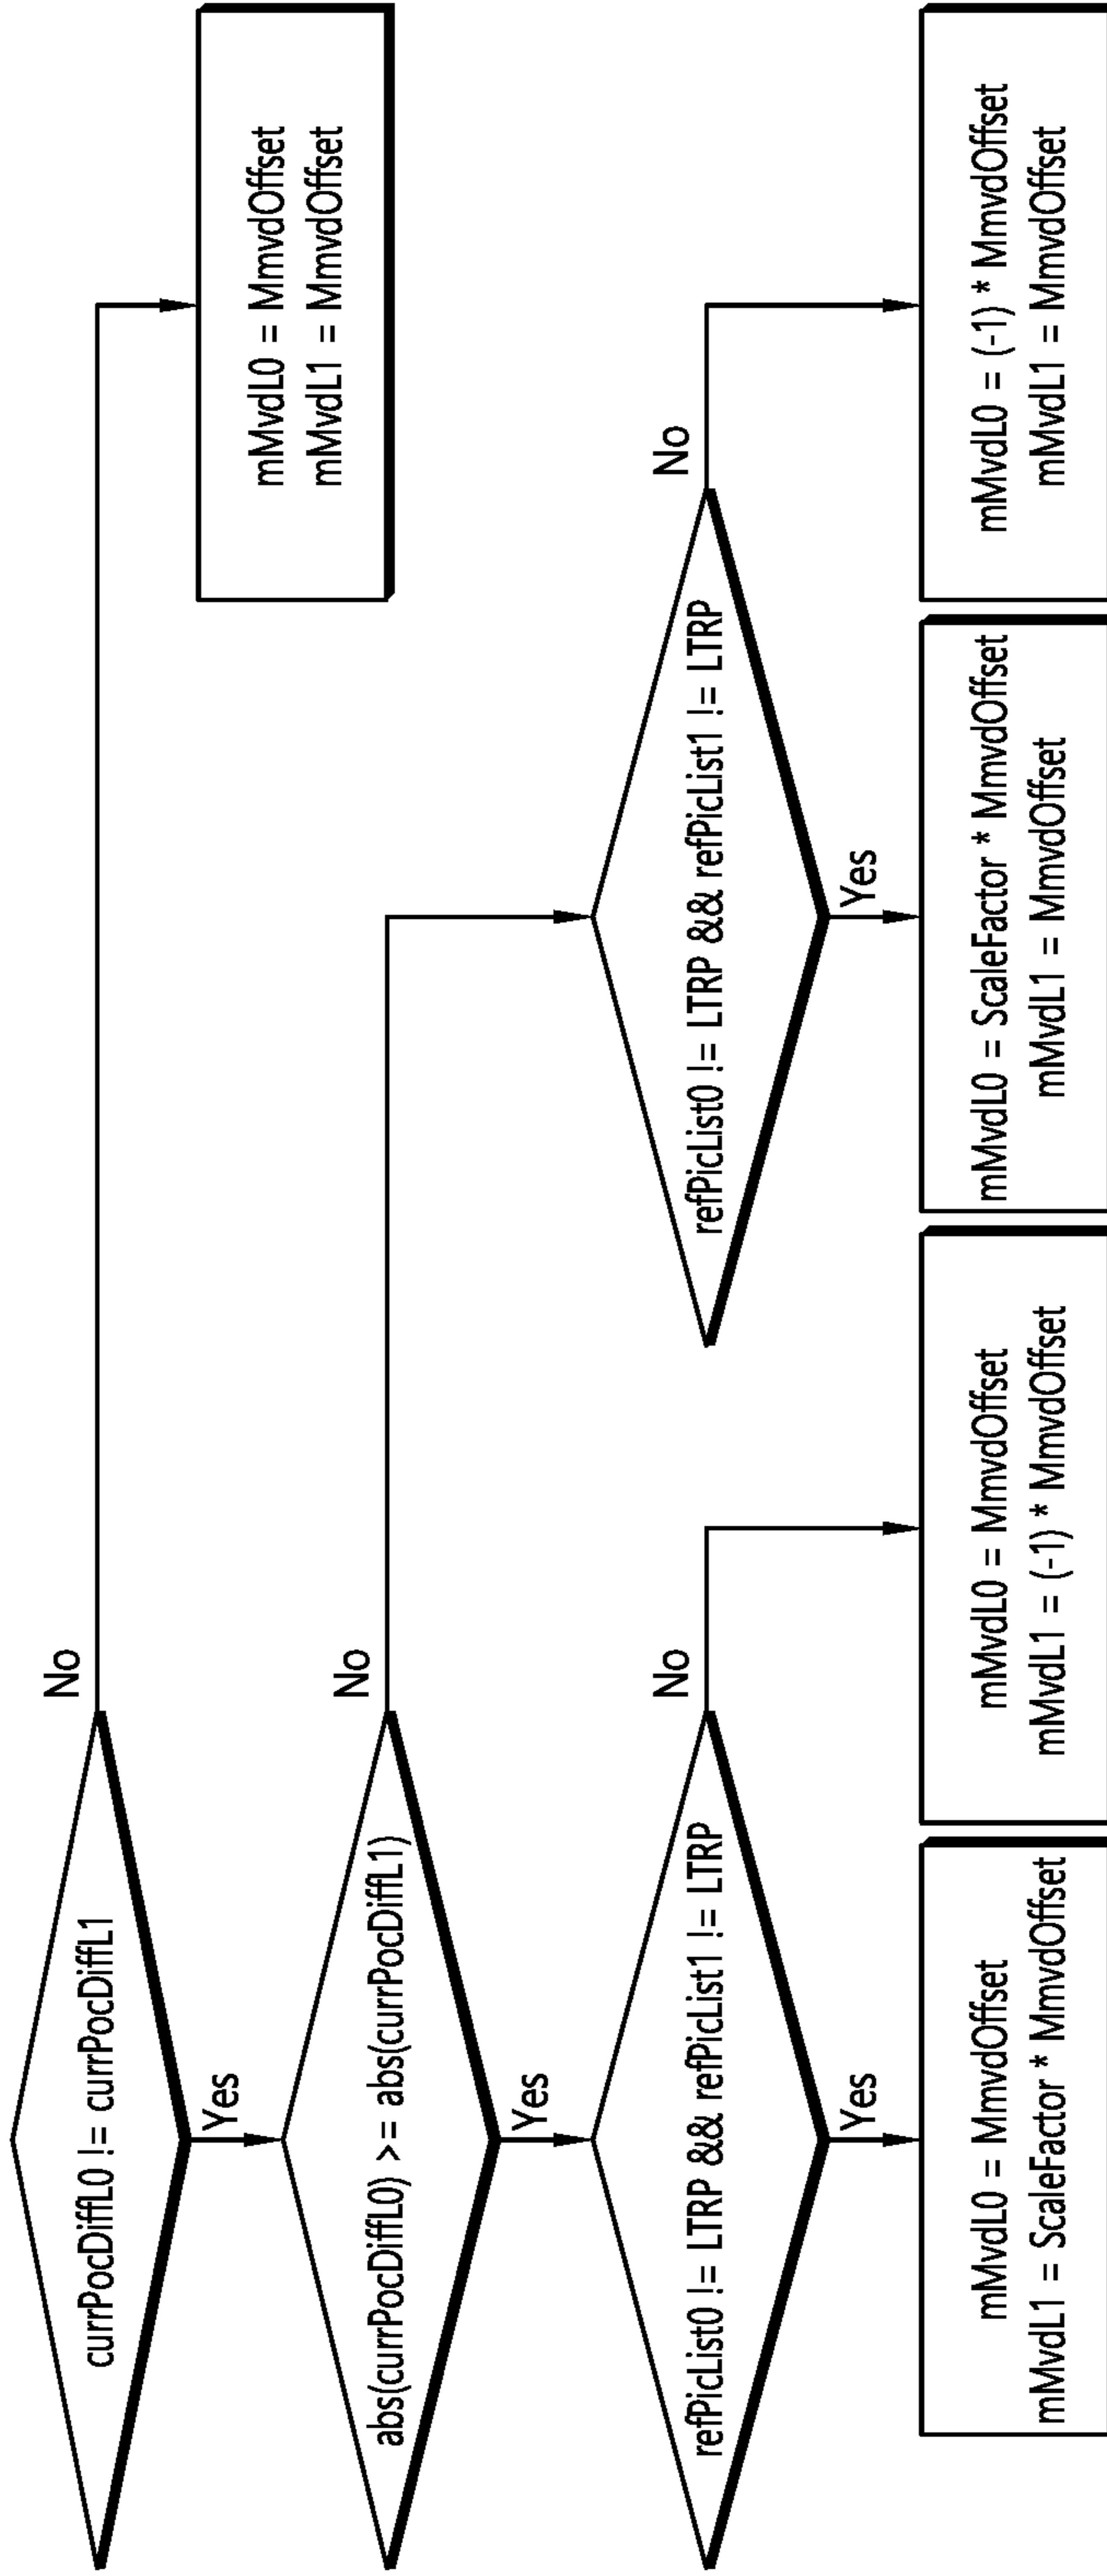 currPocDiffL0 != currPocDiffL1
No
Yes
mMvdL0 = MmvdOffset
mMvdL1 = MmvdOffset
abs(currPocDiffL0) >= abs(currPocDiffL1)
No
Yes
refPicList0 != LTRP && refPicList1 != LTRP
No
Yes
refPicList0 != LTRP && refPicList1 != LTRP
No
Yes
mMvdL0 = MmvdOffset
mMvdL1 = ScaleFactor * MmvdOffset
mMvdL0 = MmvdOffset
mMvdL1 = (-1) * MmvdOffset
mMvdL0 = ScaleFactor * MmvdOffset
mMvdL1 = MmvdOffset
mMvdL0 = (-1) * MmvdOffset
mMvdL1 = MmvdOffset